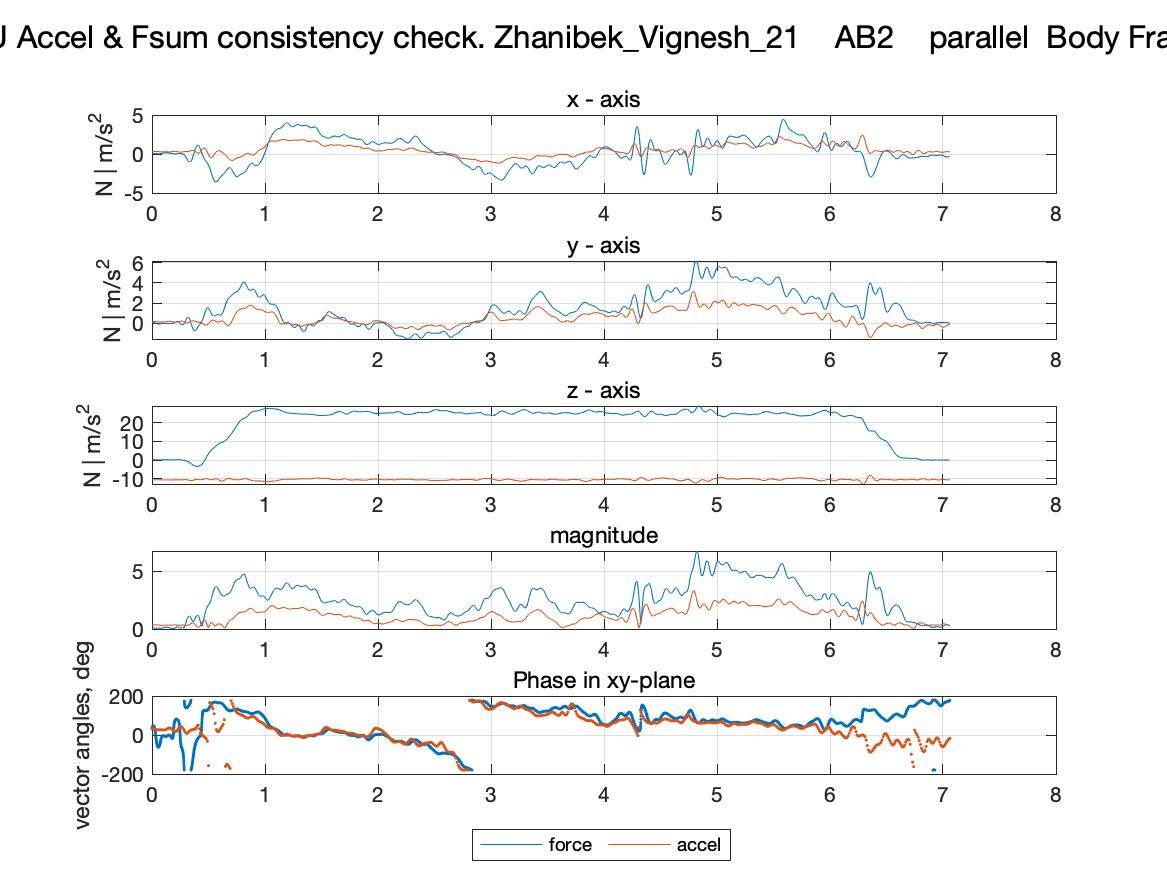 Accel & Fsum consistency check. Zhanibek_Vignesh_21 AB2 parallel Body
x - axis
N | m/s2
5
0
-5
0 1 2 3 4 5 6 7 8
y - axis
N | m/s2
6
4
2
0
0 1 2 3 4 5 6 7 8
z - axis
N | m/s2
20
10
0
-10
0 1 2 3 4 5 6 7 8
magnitude
5
0
0 1 2 3 4 5 6 7 8
Phase in xy-plane
vector angles, deg
200
0
-200
0 1 2 3 4 5 6 7 8
force accel